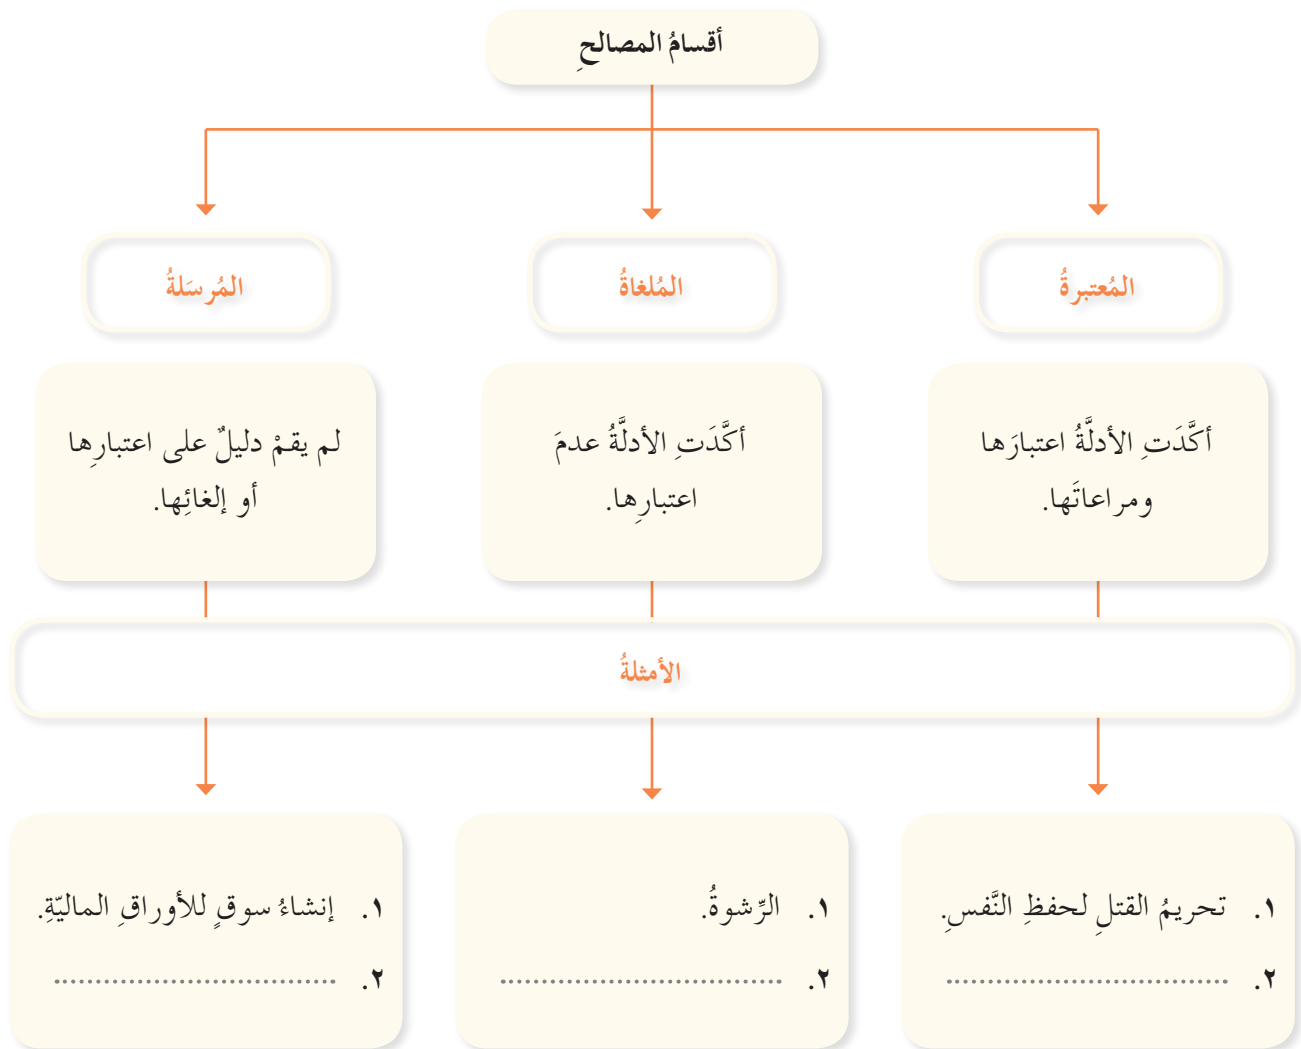 أقسامُ المصالحِ
المُعتبرةُ
المُلغاةُ
المُرسَلةُ
أكَّدَتِ الأدلَّةُ اعتبارَها
ومراعاتَها.
أكَّدَتِ الأدلَّةُ عدمَ
اعتبارِها.
لم يقمْ دليلٌ على اعتبارِها
أو إلغائِها.
الأمثلةُ
١. تحريمُ القتلِ لحفظِ النَّفسِ.
٢. ..................................
١. الرِّشوةُ.
٢. ..................................
١. إنشاءُ سوقٍ للأوراقِ الماليّةِ.
٢. ..................................